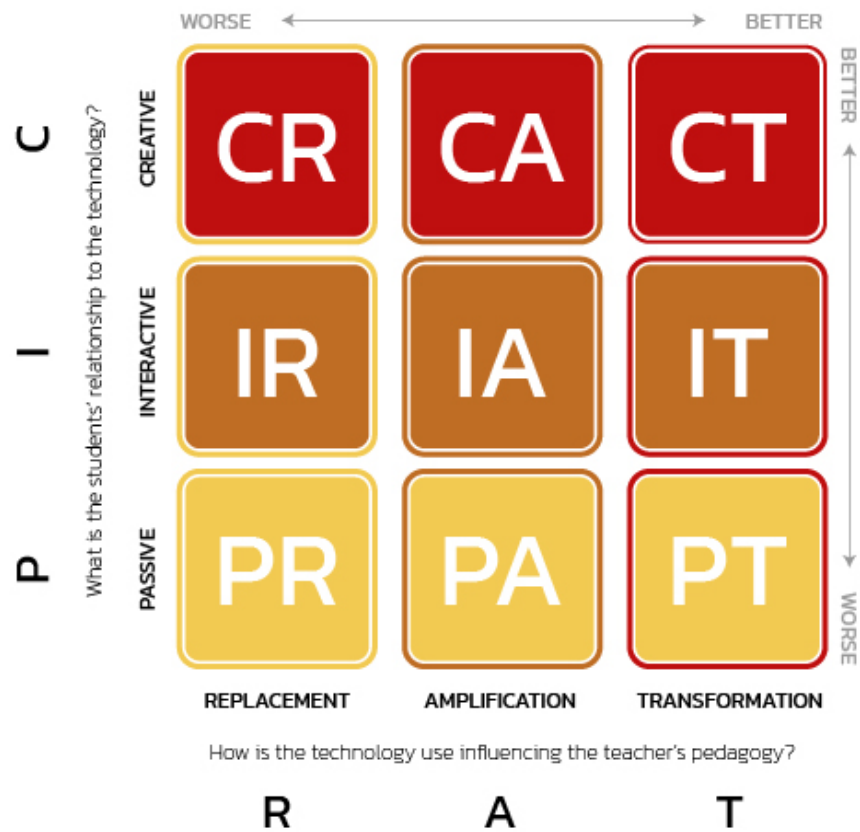 WORSE BETTER
C
What is the students' relationship to the technology?
CREATIVE
CR CA CT
BETTER
I
INTERACTIVE
IR IA IT
P
PASSIVE
PR PA PT
WORSE
REPLACEMENT AMPLIFICATION TRANSFORMATION
How is the technology use influencing the teacher's pedagogy?
R A T